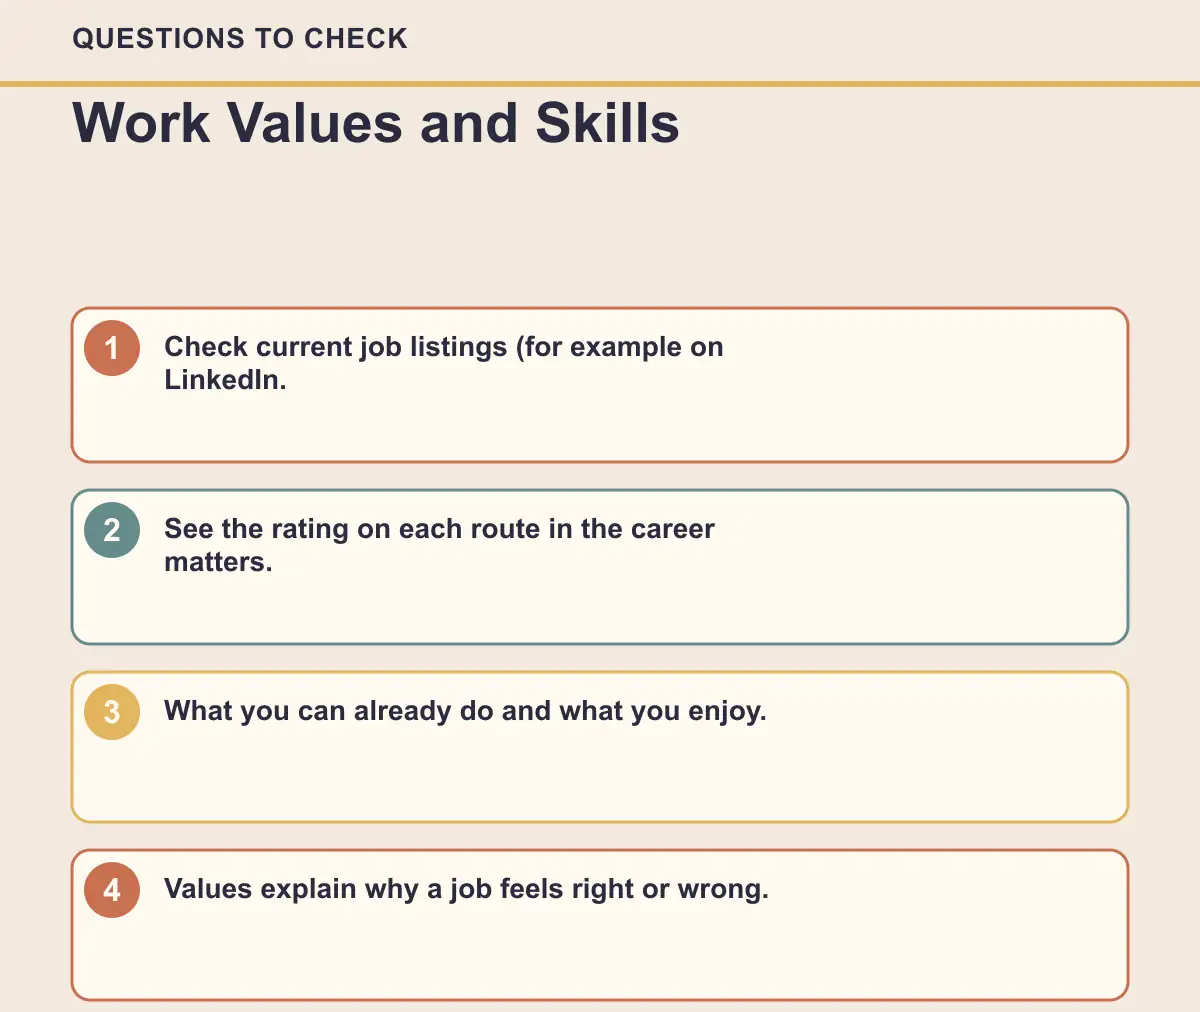 QUESTIONS TO CHECK
Work Values and Skills
1
Check current job listings (for example on
LinkedIn.
2
See the rating on each route in the career
matters.
3
What you can already do and what you enjoy.
4
Values explain why a job feels right or wrong.